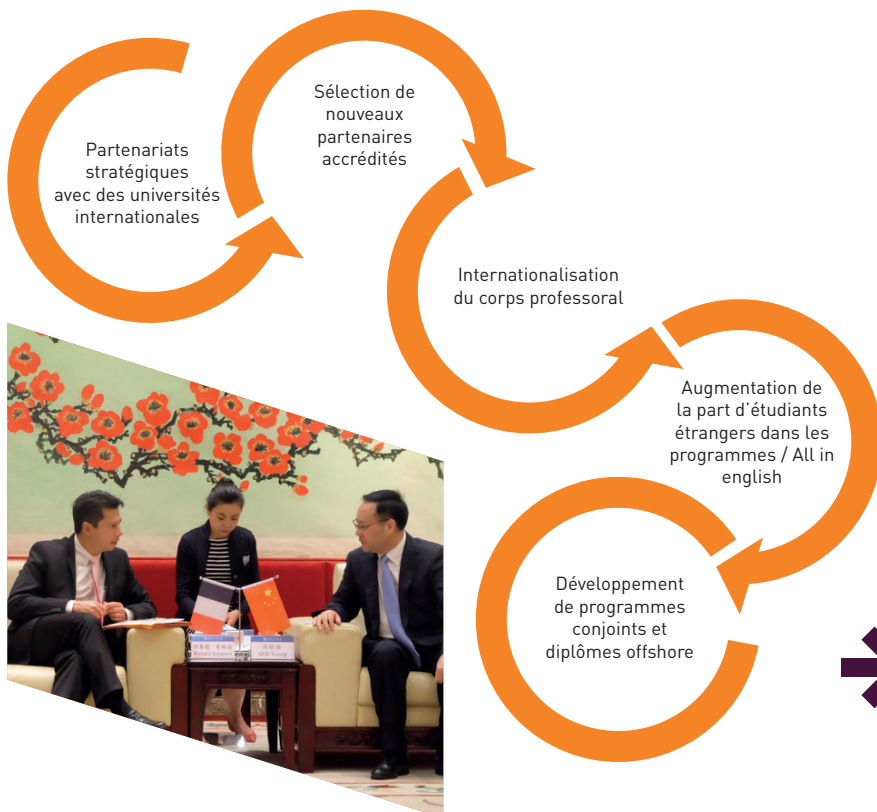 Partenariats
stratégiques
avec des universités
internationales
Sélection de
nouveaux
partenaires
accrédités
Internationalisation
du corps professoral
Augmentation de
la part d'étudiants
étrangers dans les
programmes / All in
english
Développement
de programmes
conjoints et
diplômes offshore